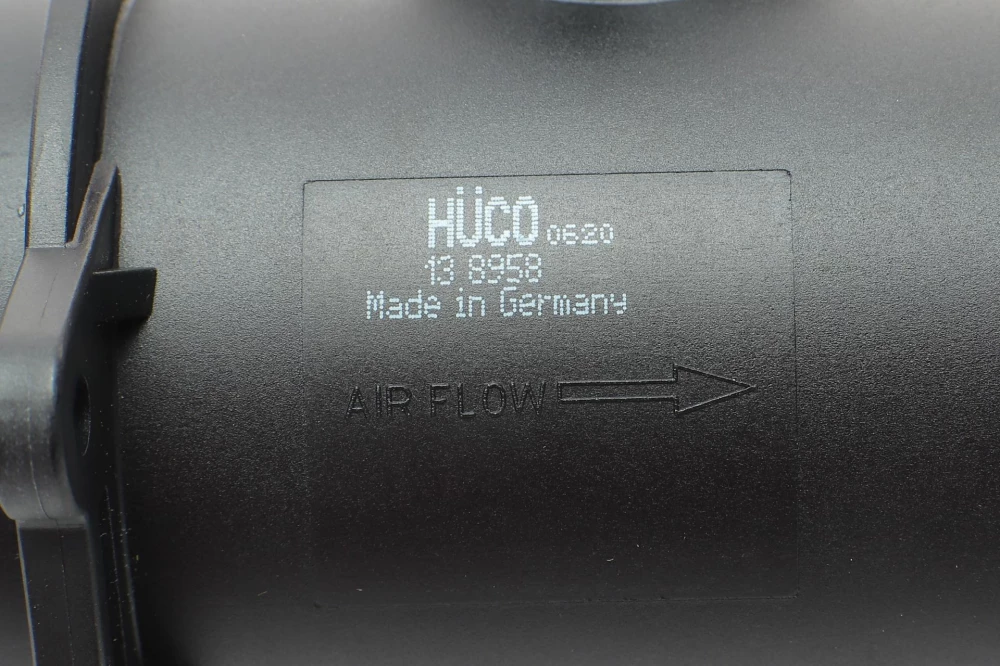 HÜCO 0620
13 8958
Made in Germany
AIR FLOW